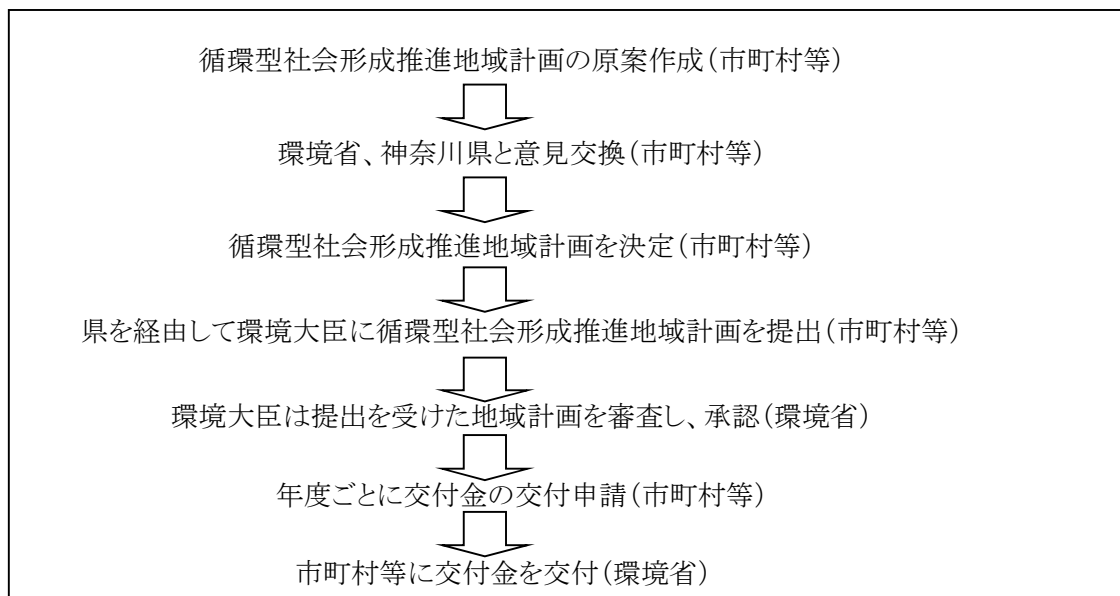 循環型社会形成推進地域計画の原案作成(市町村等)
環境省、神奈川県と意見交換(市町村等)
循環型社会形成推進地域計画を決定(市町村等)
県を経由して環境大臣に循環型社会形成推進地域計画を提出(市町村等)
環境大臣は提出を受けた地域計画を審査し、承認(環境省)
年度ごとに交付金の交付申請(市町村等)
市町村等に交付金を交付(環境省)